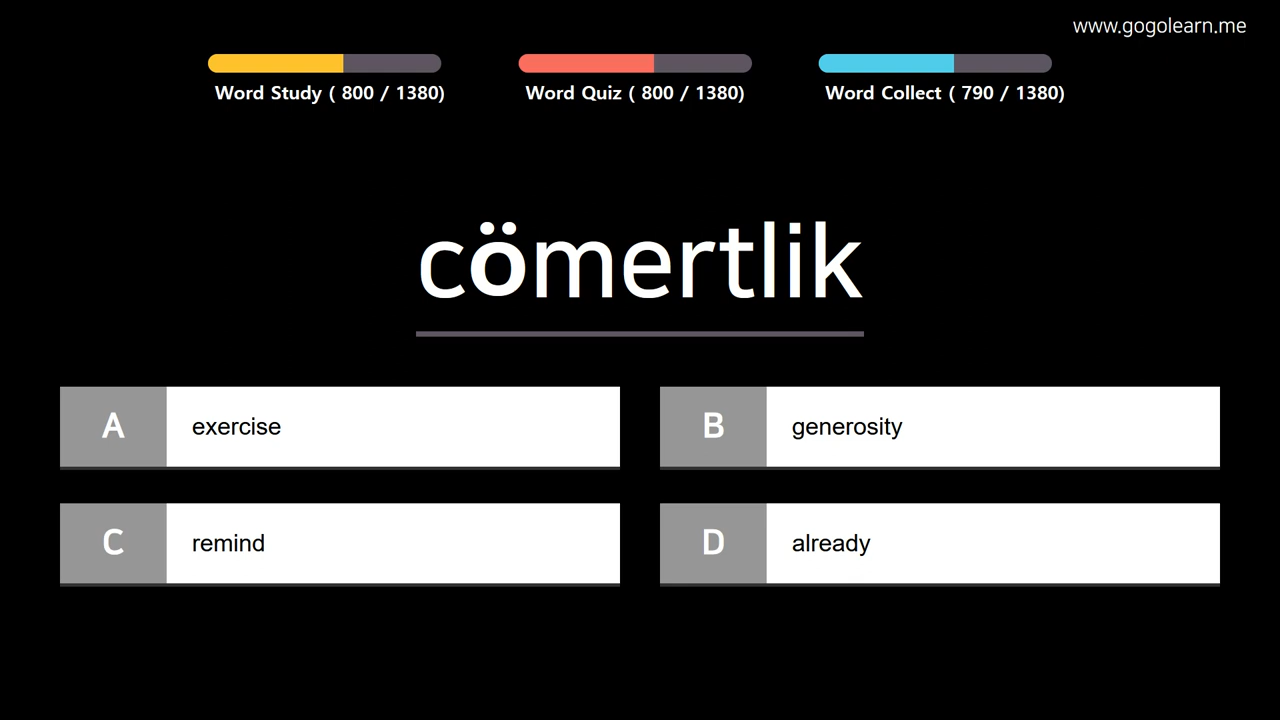 www.gogolearn.me
Word Study ( 800 / 1380)
Word Quiz ( 800 / 1380)
Word Collect ( 790 / 1380)
cömertlik
A exercise
B generosity
C remind
D already